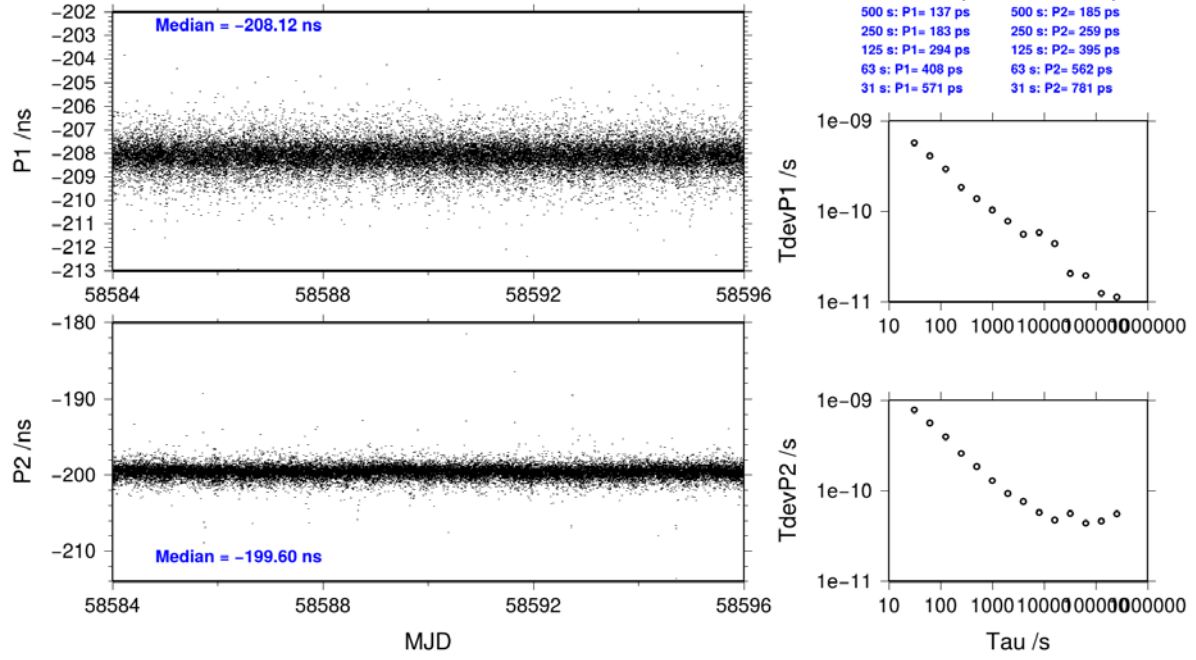 −202
−203
−204
−205
−206
−207
−208
−209
−210
−211
−212
−213
P1 /ns
Median = −208.12 ns
58584 58588 58592 58596
−180
−190
−200
−210
P2 /ns
Median = −199.60 ns
58584 58588 58592 58596
MJD
500 s: P1= 137 ps 500 s: P2= 185 ps
250 s: P1= 183 ps 250 s: P2= 259 ps
125 s: P1= 294 ps 125 s: P2= 395 ps
63 s: P1= 408 ps 63 s: P2= 562 ps
31 s: P1= 571 ps 31 s: P2= 781 ps
1e−09
1e−10
1e−11
TdevP1 /s
10 100 1000 10000 100000 1000000
1e−09
1e−10
1e−11
TdevP2 /s
10 100 1000 10000 100000 1000000
Tau /s